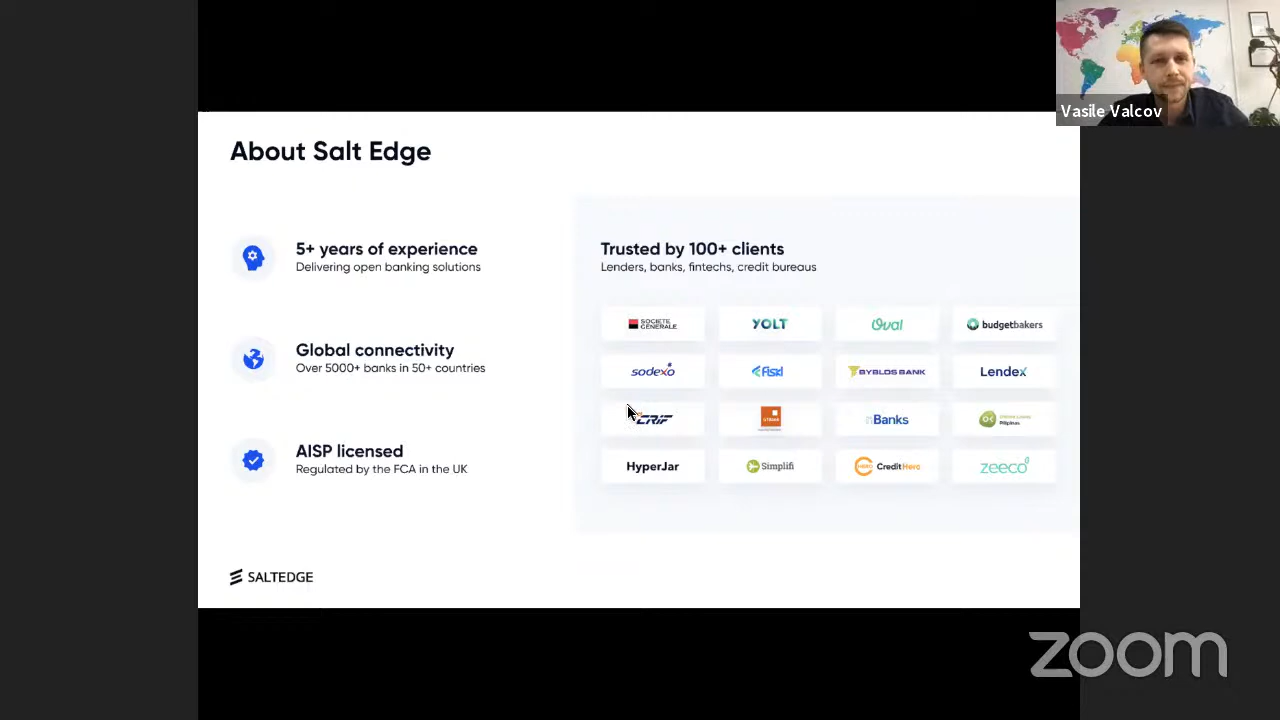 Vasile Valcov
About Salt Edge
5+ years of experience
Delivering open banking solutions
Global connectivity
Over 5000+ banks in 50+ countries
AISP licensed
Regulated by the FCA in the UK
SALTEDGE
Trusted by 100+ clients
Lenders, banks, fintechs, credit bureaus
SOCIETE
GENERALE
YOLT
Oval
budgetbakers
sodexo
Fiskl
BYBLOS BANK
Lendex
CRIF
Banks
Pilipinas
HyperJar
Simplifi
HERO
CreditHero
zeeco
zoom